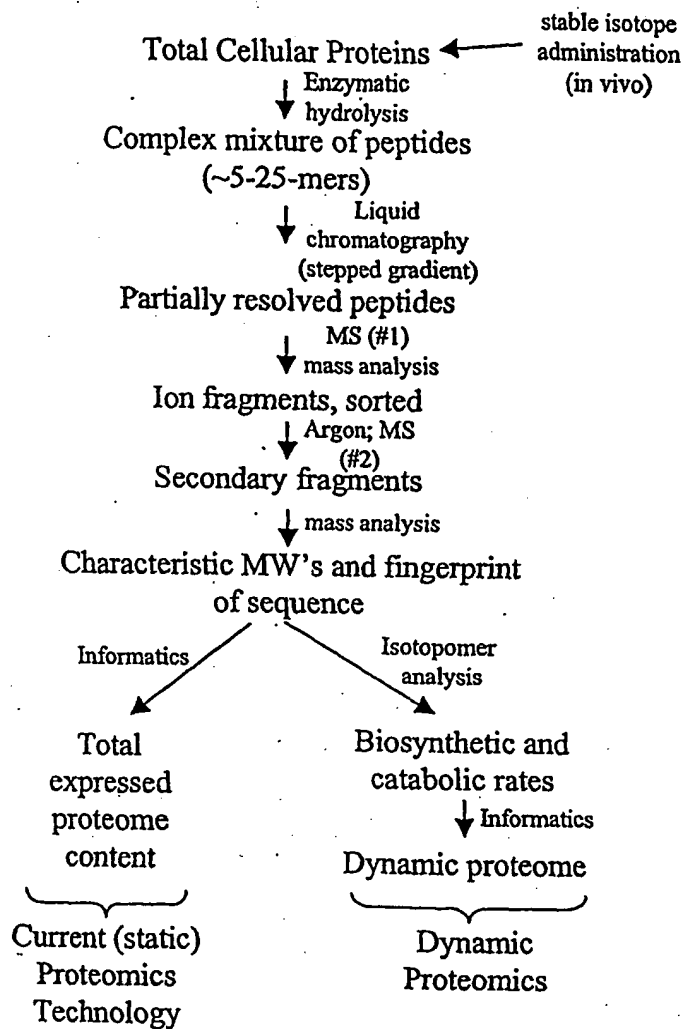 stable isotope
administration
(in vivo)
Total Cellular Proteins
Enzymatic
hydrolysis
Complex mixture of peptides
(~5-25-mers)
Liquid
chromatography
(stepped gradient)
Partially resolved peptides
MS (#1)
mass analysis
Ion fragments, sorted
Argon; MS
(#2)
Secondary fragments
mass analysis
Characteristic MW's and fingerprint
of sequence
Informatics
Isotopomer
analysis
Total
expressed
proteome
content
Biosynthetic and
catabolic rates
Informatics
Dynamic proteome
Current (static)
Proteomics
Technology
Dynamic
Proteomics